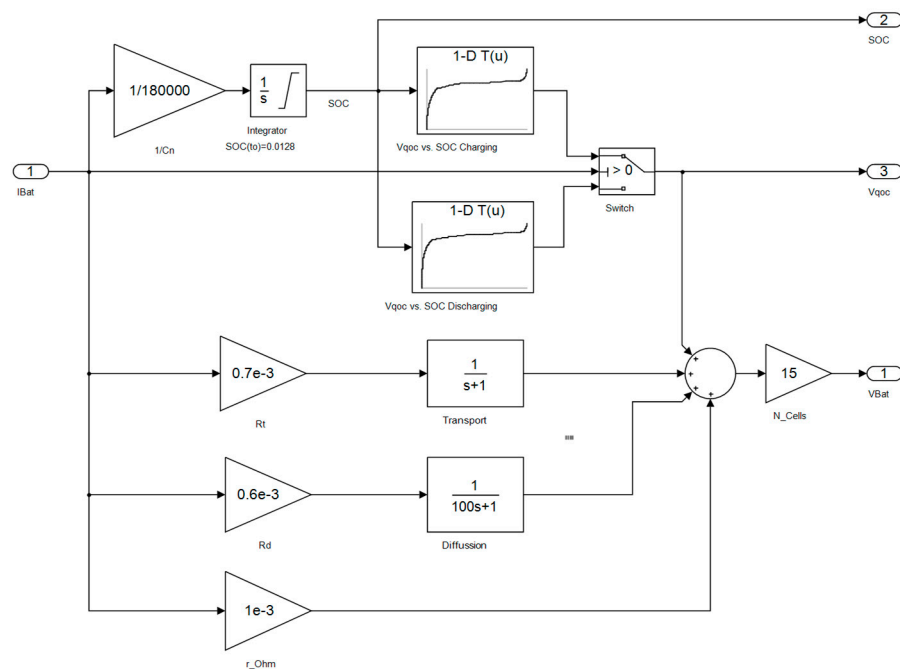 2
SOC
1-D T(u)
1/180000
1
s
SOC
Integrator
SOC(to)=0.0128
1/Cn
Vqoc vs. SOC Charging
1
IBat
> 0
Switch
3
Vqoc
1-D T(u)
Vqoc vs. SOC Discharging
0.7e-3
Rt
1
s+1
Transport
+
+
+
+
15
N_Cells
1
VBat
0.6e-3
Rd
1
100s+1
Diffussion
1e-3
r_Ohm